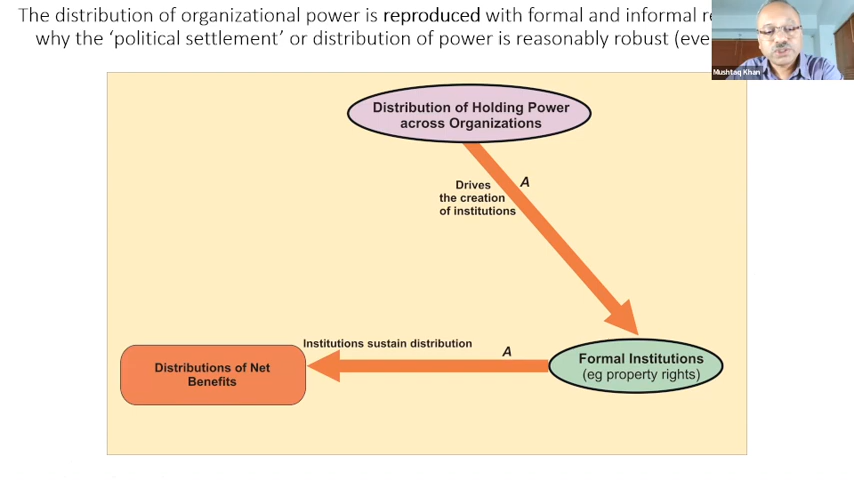 The distribution of organizational power is reproduced with formal and informal
why the ‘political settlement’ or distribution of power is reasonably robust
Mushtaq Khan
Distribution of Holding Power
across Organizations
A
Drives
the creation
of institutions
Institutions sustain distribution
A
Formal Institutions
(eg property rights)
Distributions of Net
Benefits